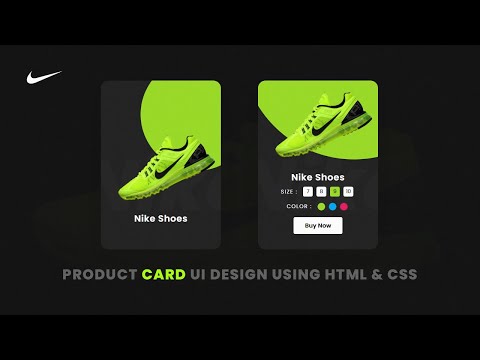 Nike Shoes
Nike Shoes
SIZE : 7 8 9 10
COLOR :
Buy Now
PRODUCT CARD UI DESIGN USING HTML & CSS